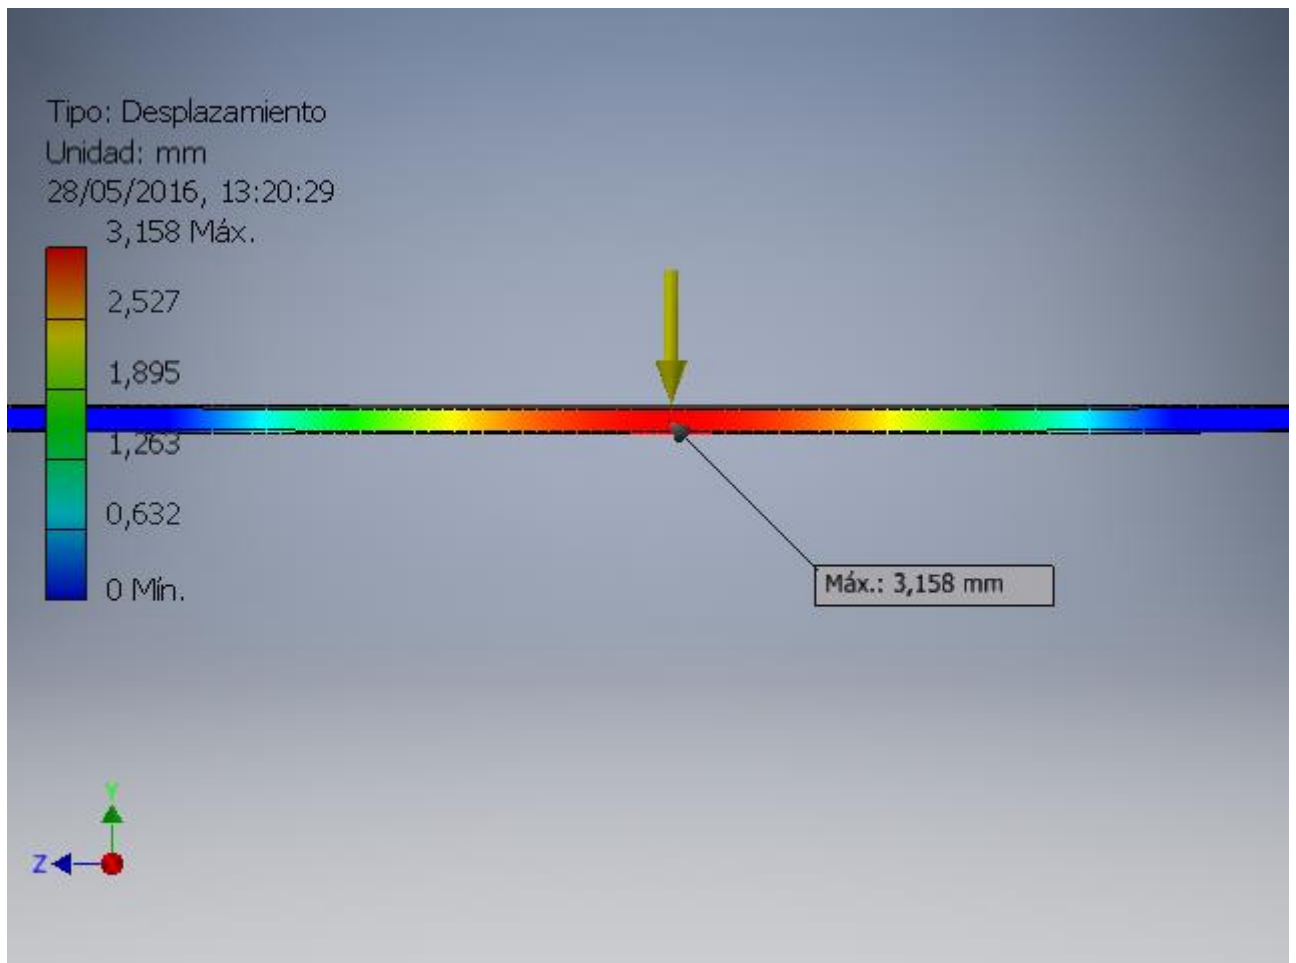 Tipo: Desplazamiento
Unidad: mm
28/05/2016, 13:20:29
3,158 Máx.
2,527
1,895
1,263
0,632
0 Mín.
Máx.: 3,158 mm
Y
Z